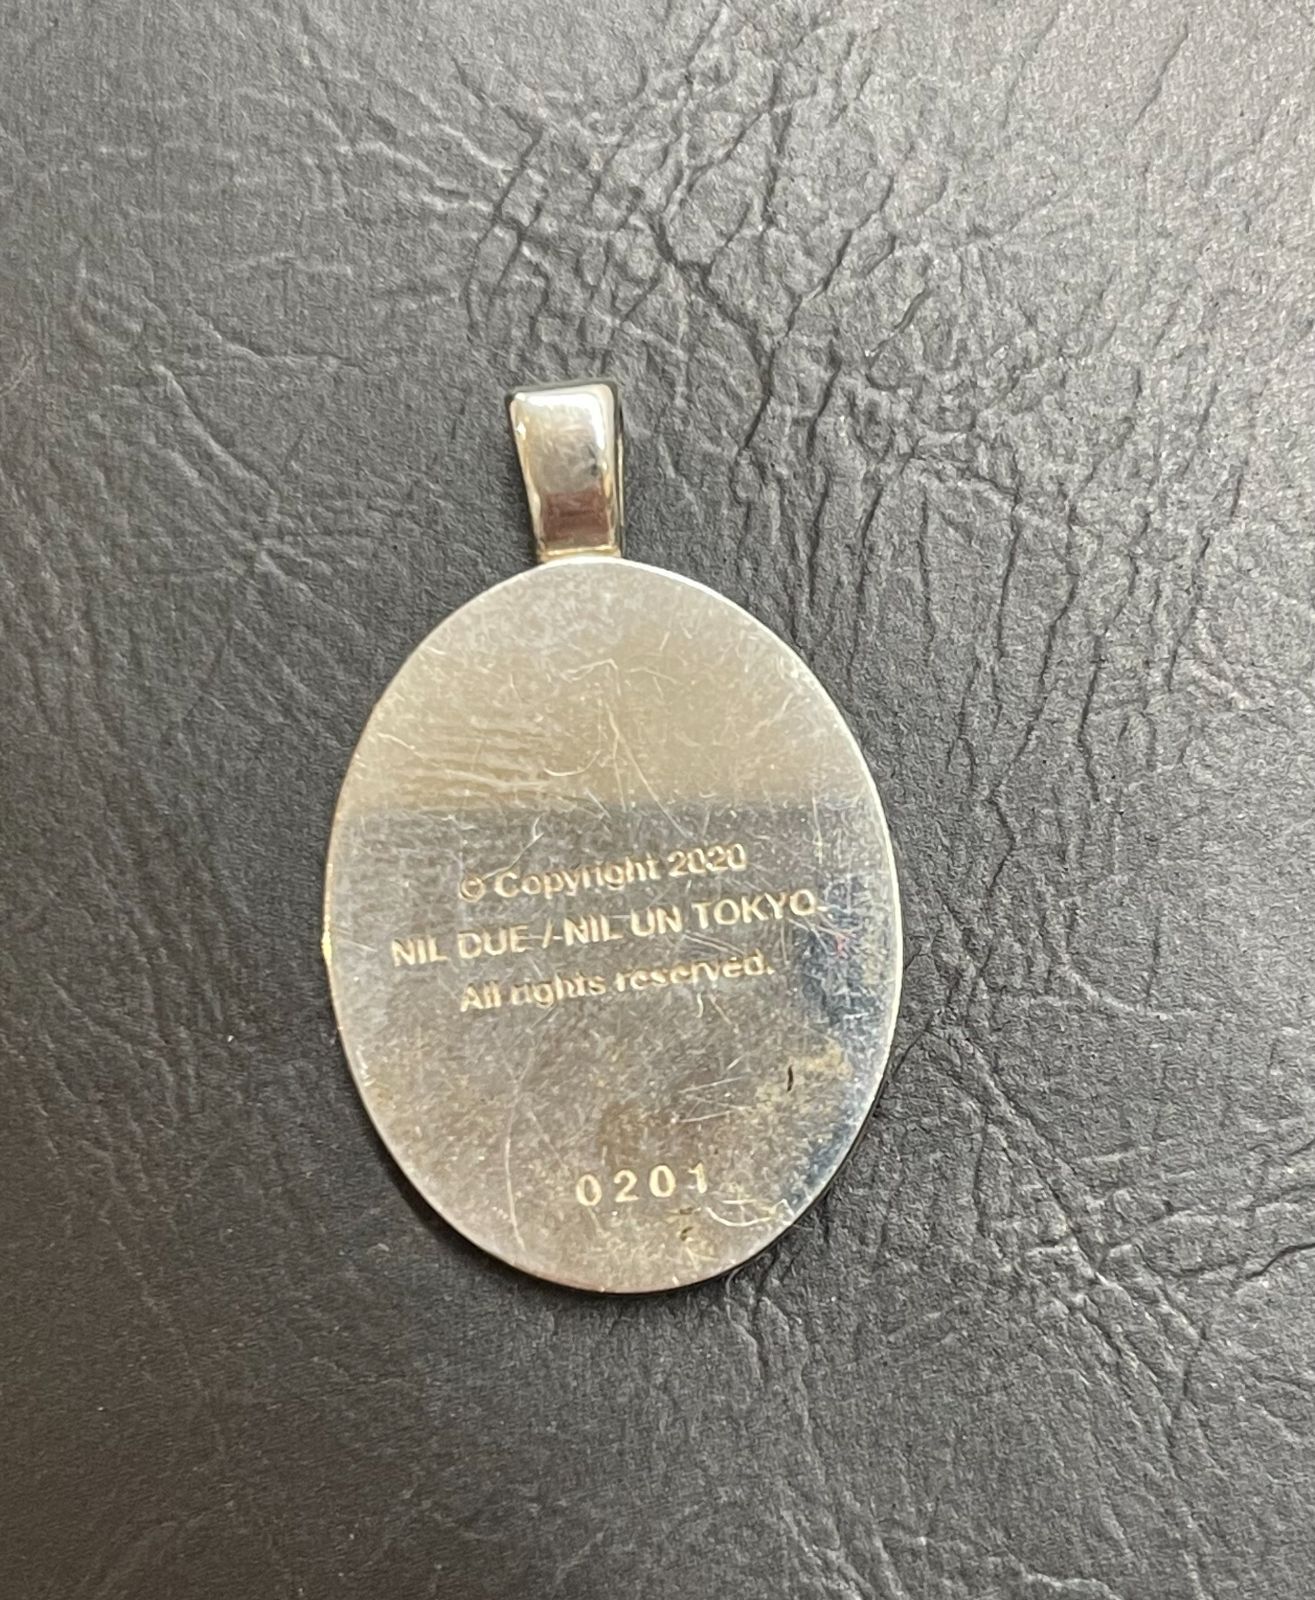 © Copyright 2020
NIL DUE / NIL UN TOKYO.
All rights reserved.
0201